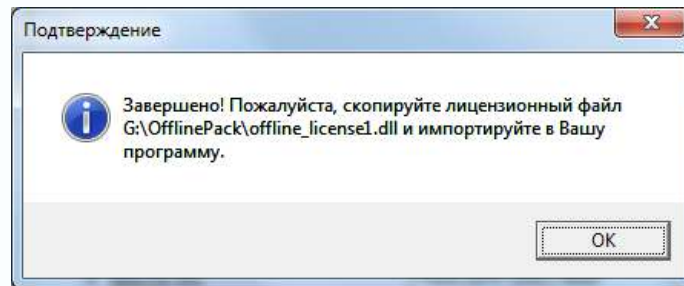 Подтверждение
Завершено! Пожалуйста, скопируйте лицензионный файл
G:\OfflinePack\offline_license1.dll и импортируйте в Вашу
программу.
OK